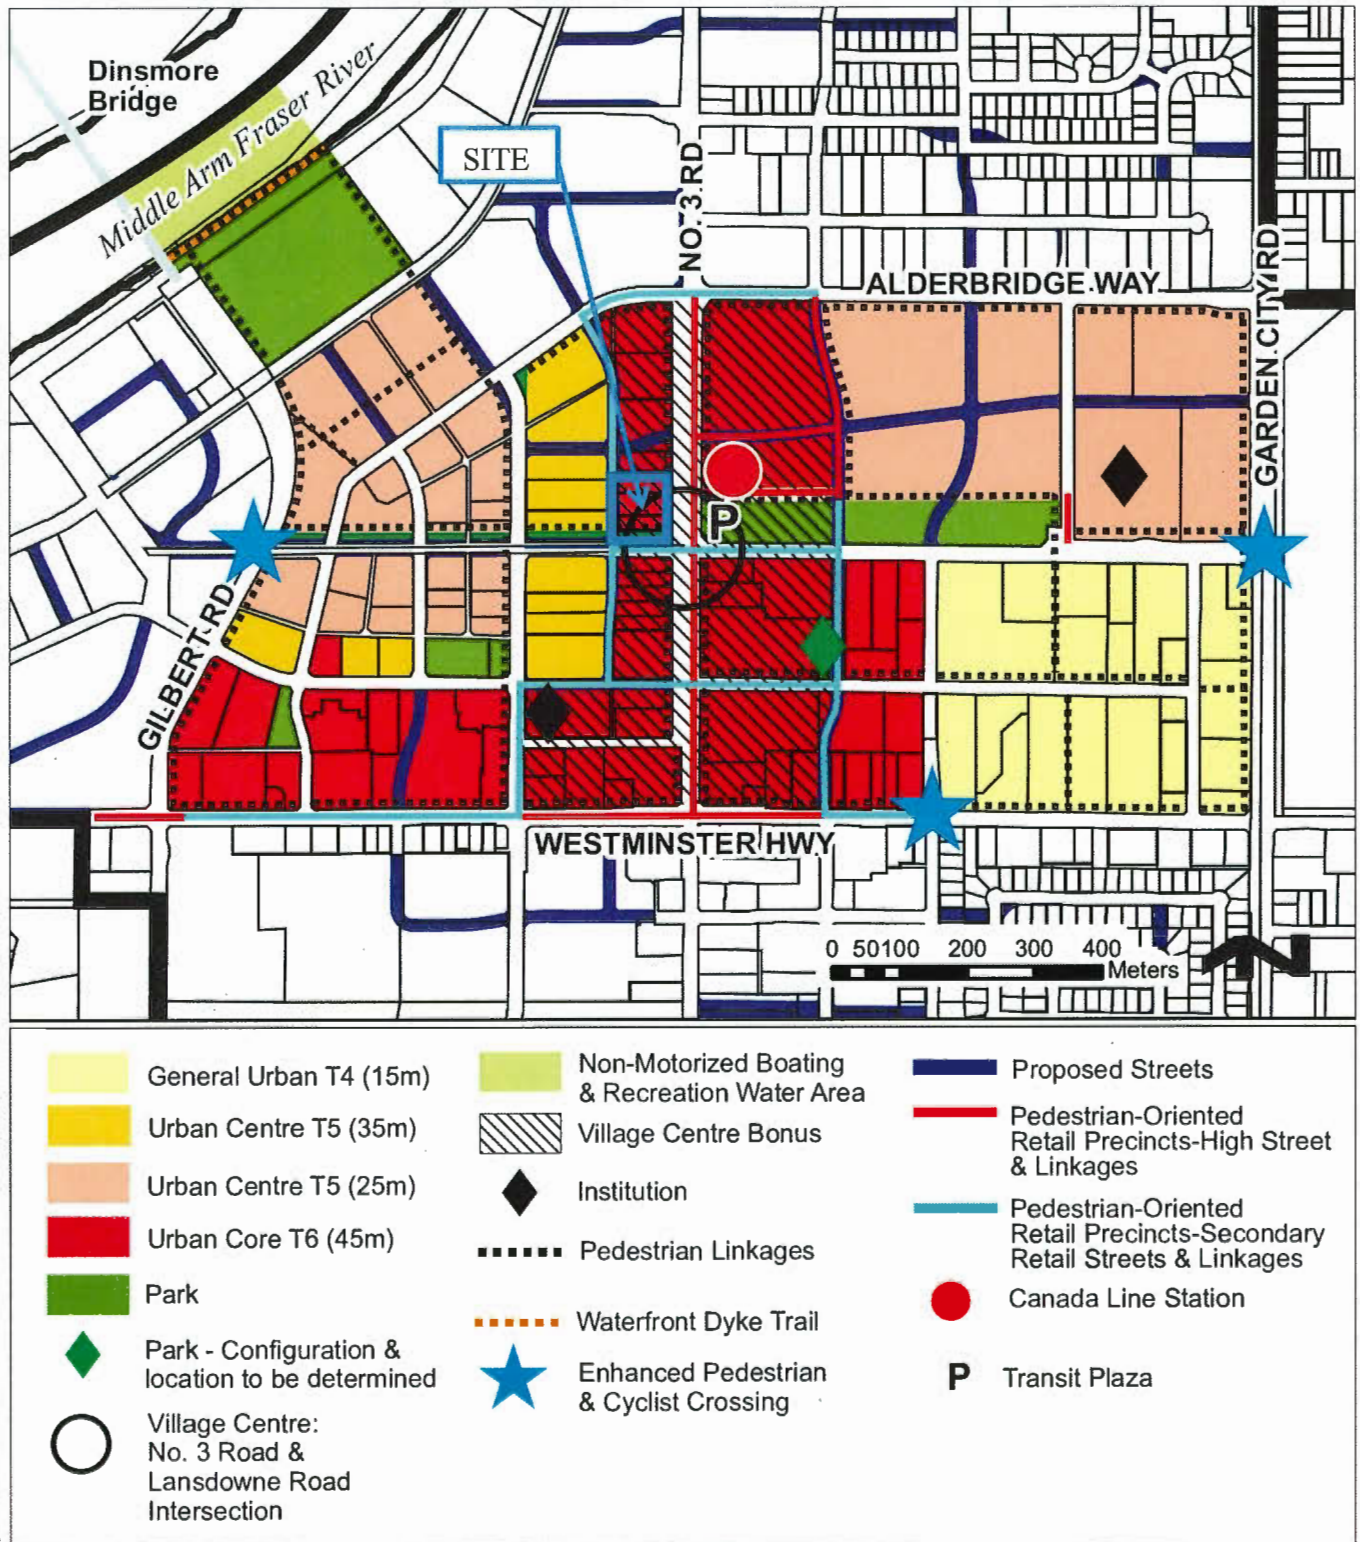 Dinsmore
Bridge
Middle Arm Fraser River
SITE
NO. 3 RD
ALDERBRIDGE WAY
GARDEN CITY RD
P
GILBERT RD
WESTMINSTER HWY
0 50 100 200 300 400
Meters
General Urban T4 (15m)
Urban Centre T5 (35m)
Urban Centre T5 (25m)
Urban Core T6 (45m)
Park
Park - Configuration &
location to be determined
Village Centre:
No. 3 Road &
Lansdowne Road
Intersection
Non-Motorized Boating
& Recreation Water Area
Village Centre Bonus
Institution
Pedestrian Linkages
Waterfront Dyke Trail
Enhanced Pedestrian
& Cyclist Crossing
Proposed Streets
Pedestrian-Oriented
Retail Precincts-High Street
& Linkages
Pedestrian-Oriented
Retail Precincts-Secondary
Retail Streets & Linkages
Canada Line Station
P Transit Plaza